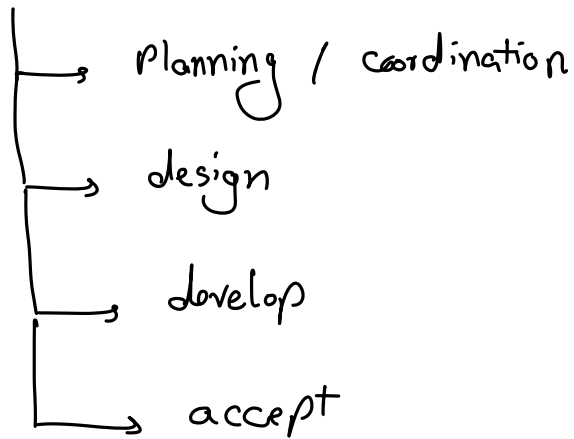 planning / coordination
design
develop
accept